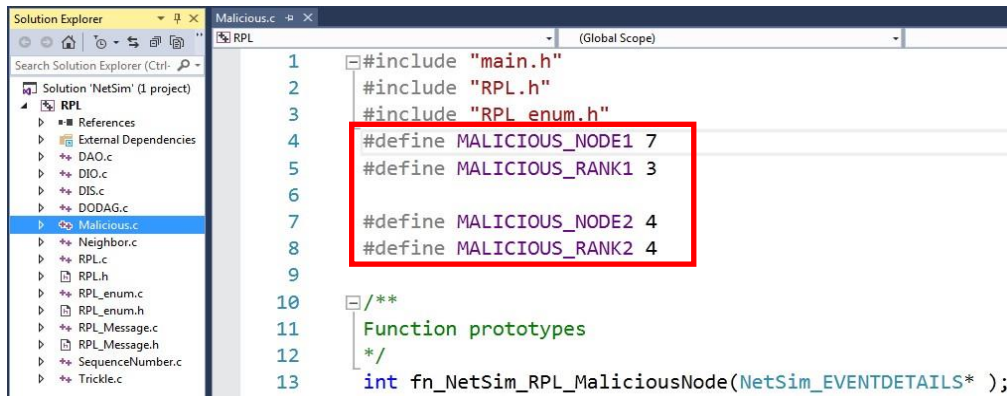 Solution Explorer
Malicious.c
RPL
(Global Scope)
Search Solution Explorer (Ctrl-
Solution 'NetSim' (1 project)
RPL
References
External Dependencies
DAO.c
DIO.c
DIS.c
DODAG.c
Malicious.c
Neighbor.c
RPL.c
RPL.h
RPL_enum.c
RPL_enum.h
RPL_Message.c
RPL_Message.h
SequenceNumber.c
Trickle.c
1 #include "main.h"
2 #include "RPL.h"
3 #include "RPL_enum.h"
4 #define MALICIOUS_NODE1 7
5 #define MALICIOUS_RANK1 3
6
7 #define MALICIOUS_NODE2 4
8 #define MALICIOUS_RANK2 4
9
10 /**
11 Function prototypes
12 */
13 int fn_NetSim_RPL_MaliciousNode(NetSim_EVENTDETAILS* );